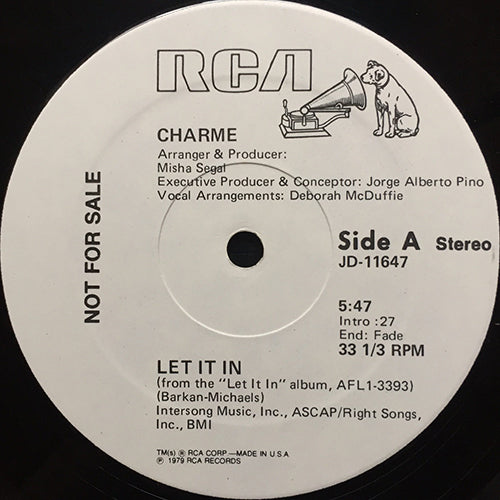 RCA
CHARME
Arranger & Producer:
Misha Segal
Executive Producer & Conceptor: Jorge Alberto Pino
Vocal Arrangements: Deborah McDuffie
NOT FOR SALE
Side A Stereo
JD-11647
5:47
Intro :27
End: Fade
33 1/3 RPM
LET IT IN
(from the "Let It In" album, AFL1-3393)
(Barkan-Michaels)
Intersong Music, Inc., ASCAP/Right Songs,
Inc., BMI
TM(s) ® RCA CORP.—MADE IN U.S.A
℗ 1979 RCA RECORDS